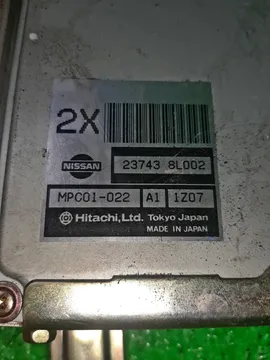 2X
NISSAN
23743 8L002
MPC01-022 A1 1Z07
Hitachi, Ltd. Tokyo Japan
MADE IN JAPAN